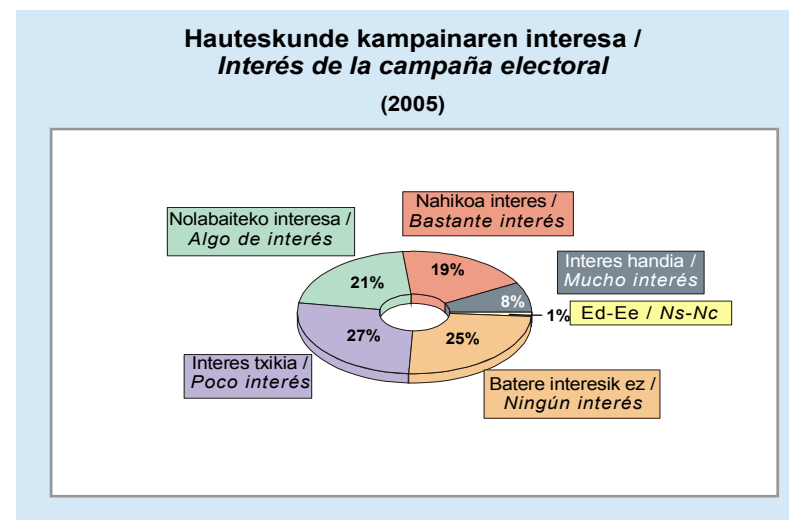 Hauteskunde kampainaren interesa /
Interés de la campaña electoral
(2005)
Nahikoa interes /
Bastante interés
Nolabaiteko interesa /
Algo de interés
Interes handia /
Mucho interés
19%
21%
8%
1%
Ed-Ee / Ns-Nc
27%
25%
Interes txikia /
Poco interés
Batere interesik ez /
Ningún interés